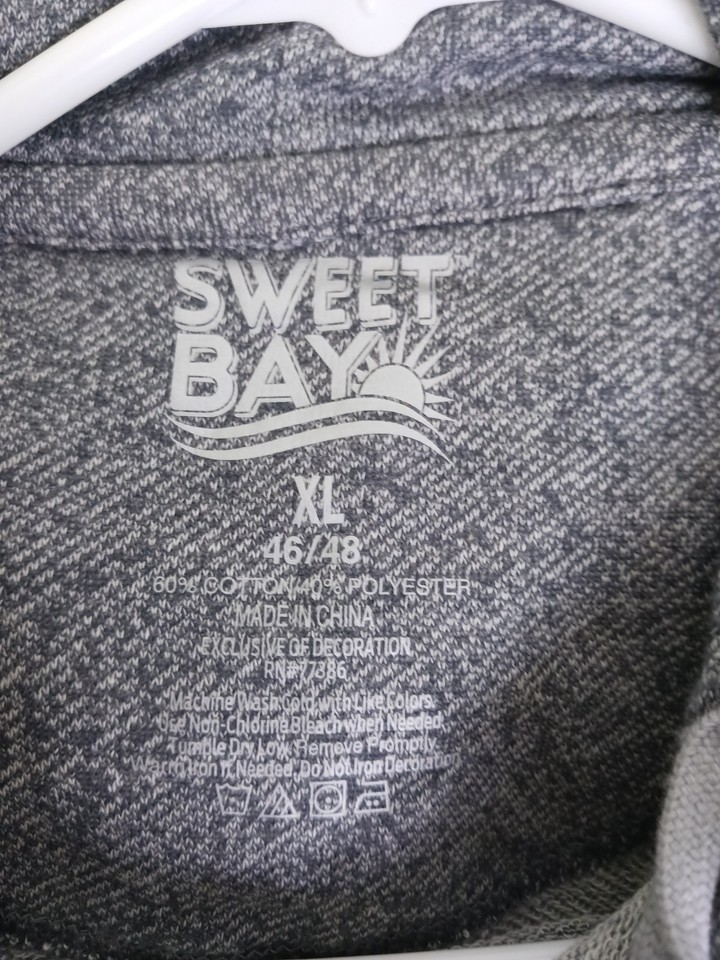 SWEET™
BAY
XL
46/48
60% COTTON/40% POLYESTER
MADE IN CHINA
EXCLUSIVE OF DECORATION
RN#77386
Machine Wash Cold with Like Colors.
Use Non-Chlorine Bleach when Needed.
Tumble Dry Low. Remove Promptly.
Warm Iron If Needed. Do Not Iron Decoration